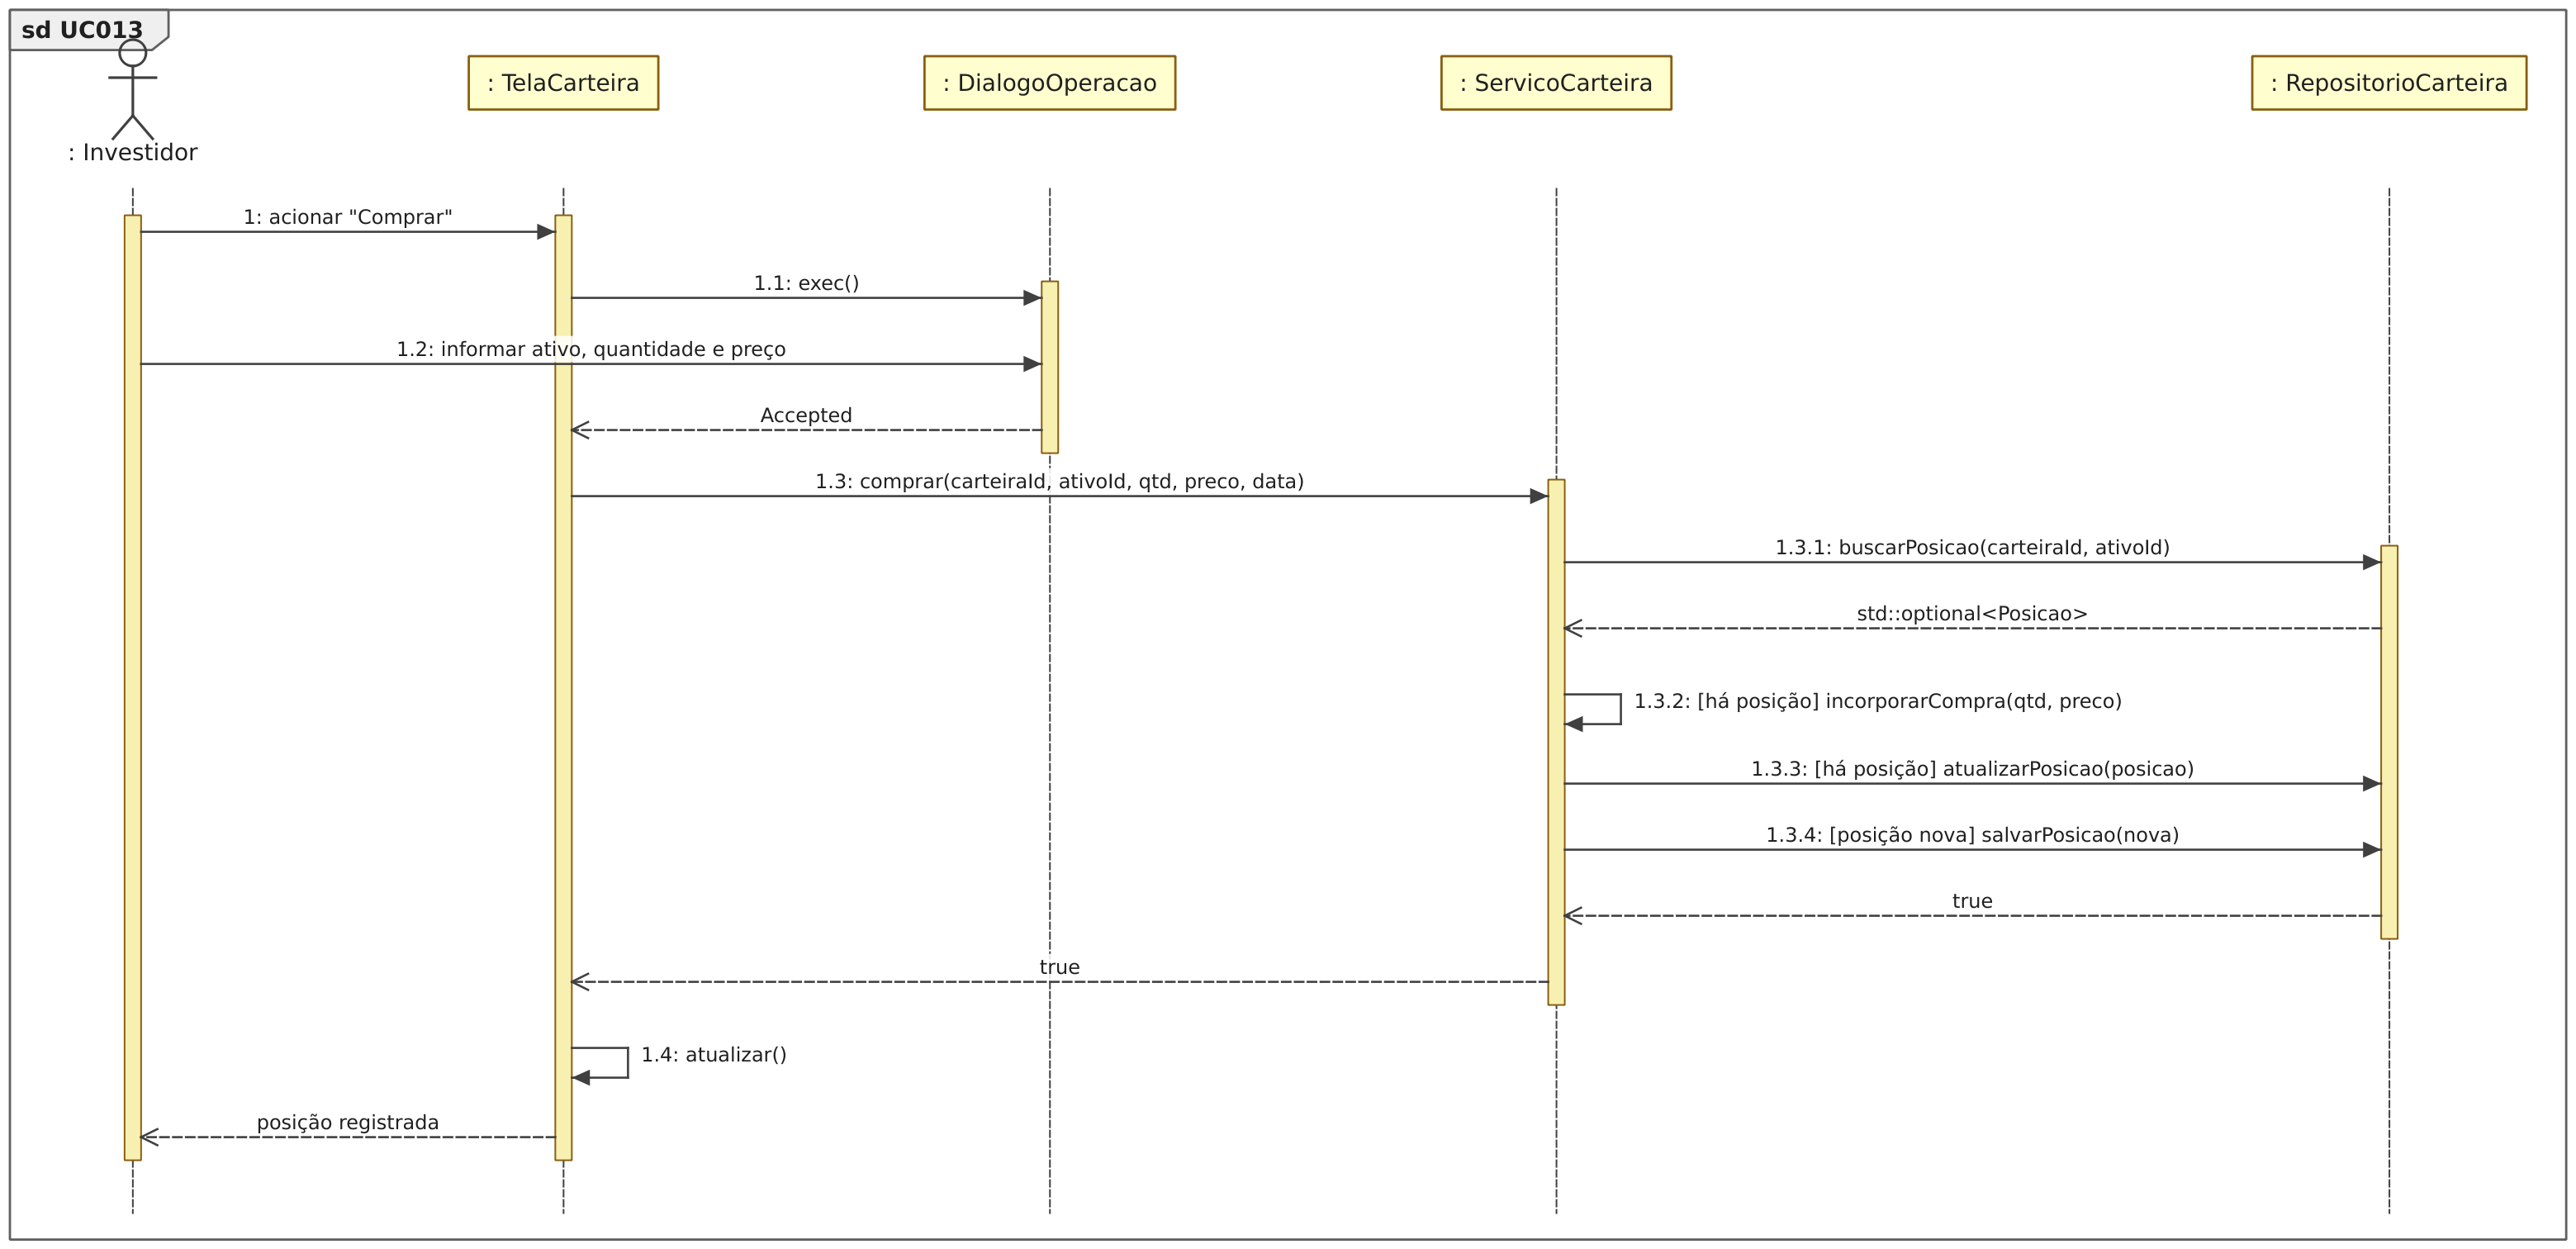 sd UC013
: Investidor
: TelaCarteira
: DialogoOperacao
: ServicoCarteira
: RepositorioCarteira
1: acionar "Comprar"
1.1: exec()
1.2: informar ativo, quantidade e preço
Accepted
1.3: comprar(carteiraId, ativoId, qtd, preco, data)
1.3.1: buscarPosicao(carteiraId, ativoId)
std::optional<Posicao>
1.3.2: [há posição] incorporarCompra(qtd, preco)
1.3.3: [há posição] atualizarPosicao(posicao)
1.3.4: [posição nova] salvarPosicao(nova)
true
true
1.4: atualizar()
posição registrada